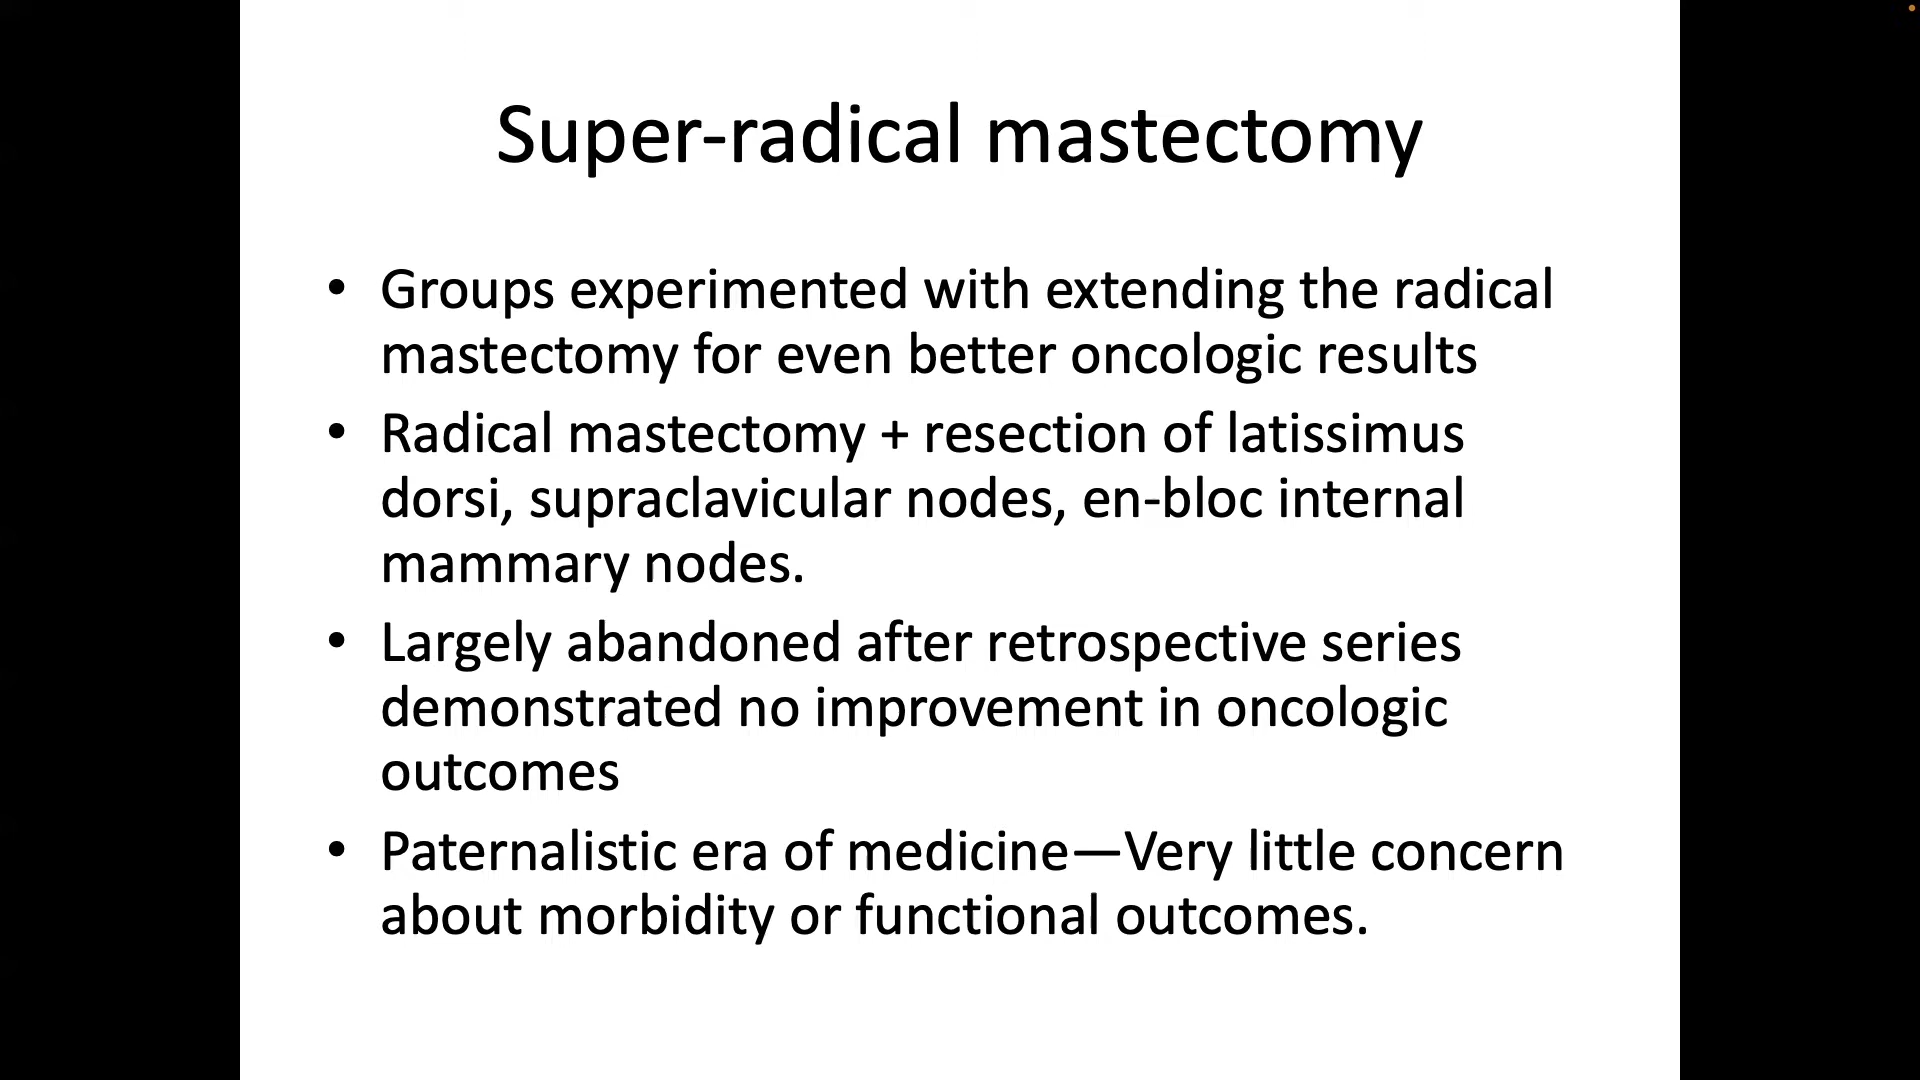 Super-radical mastectomy
• Groups experimented with extending the radical
mastectomy for even better oncologic results
• Radical mastectomy + resection of latissimus
dorsi, supraclavicular nodes, en-bloc internal
mammary nodes.
• Largely abandoned after retrospective series
demonstrated no improvement in oncologic
outcomes
• Paternalistic era of medicine—Very little concern
about morbidity or functional outcomes.